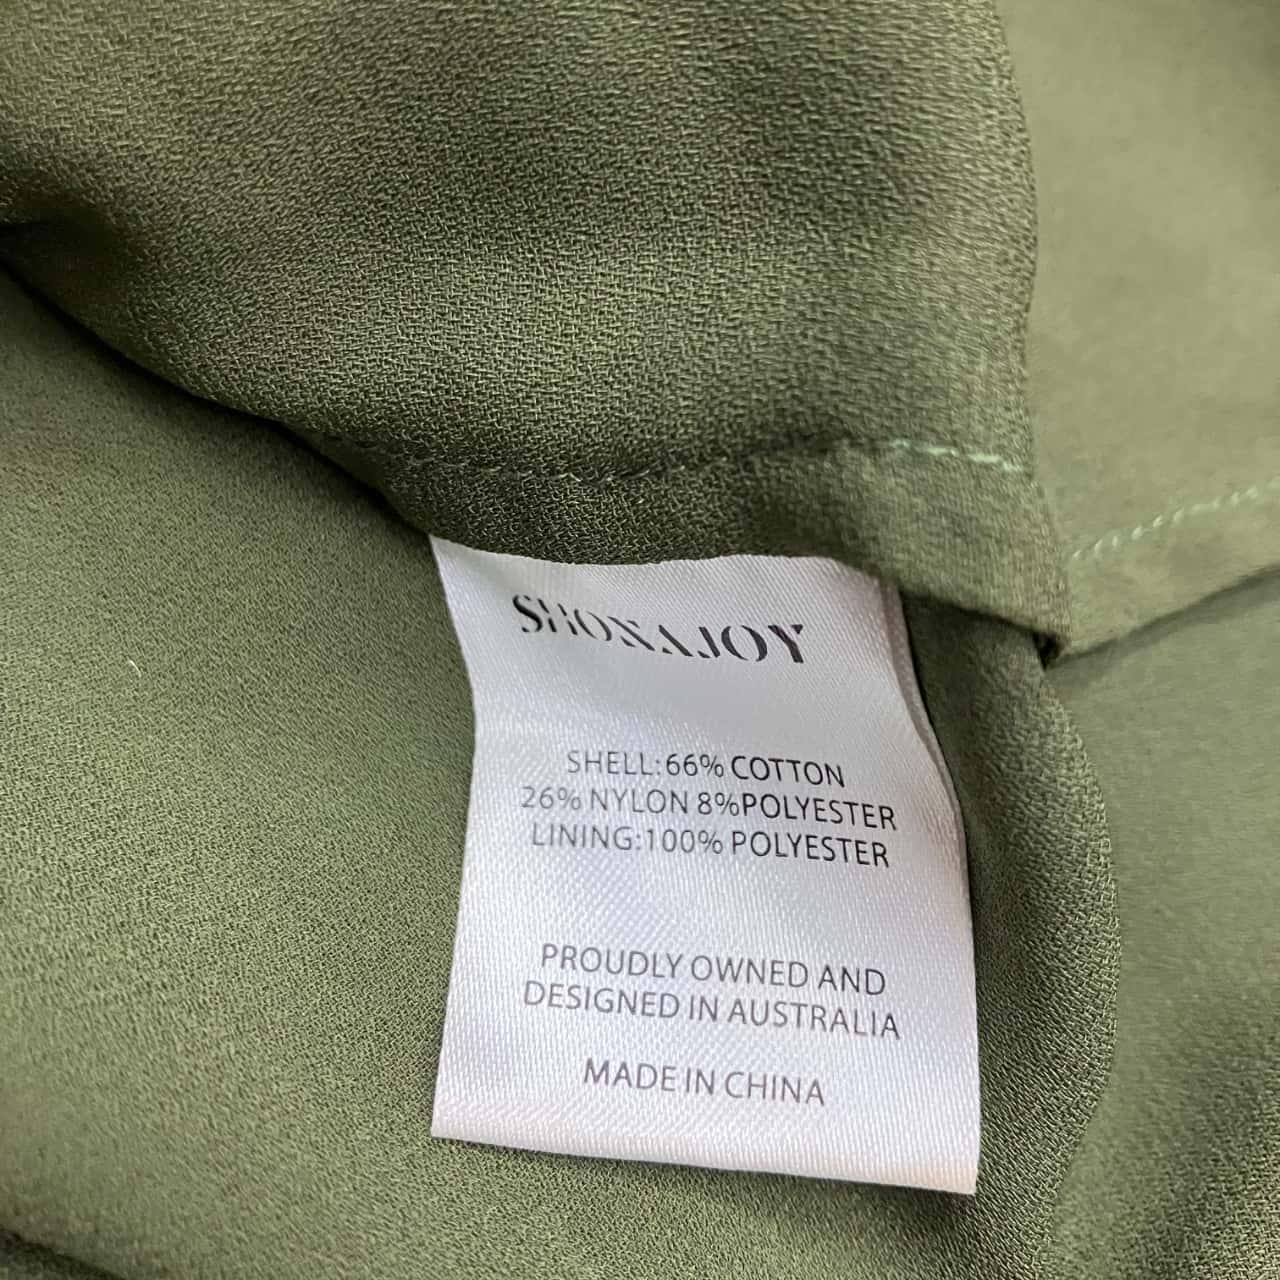 SHONAJOY
SHELL:66% COTTON
26% NYLON 8%POLYESTER
LINING:100% POLYESTER
PROUDLY OWNED AND
DESIGNED IN AUSTRALIA
MADE IN CHINA